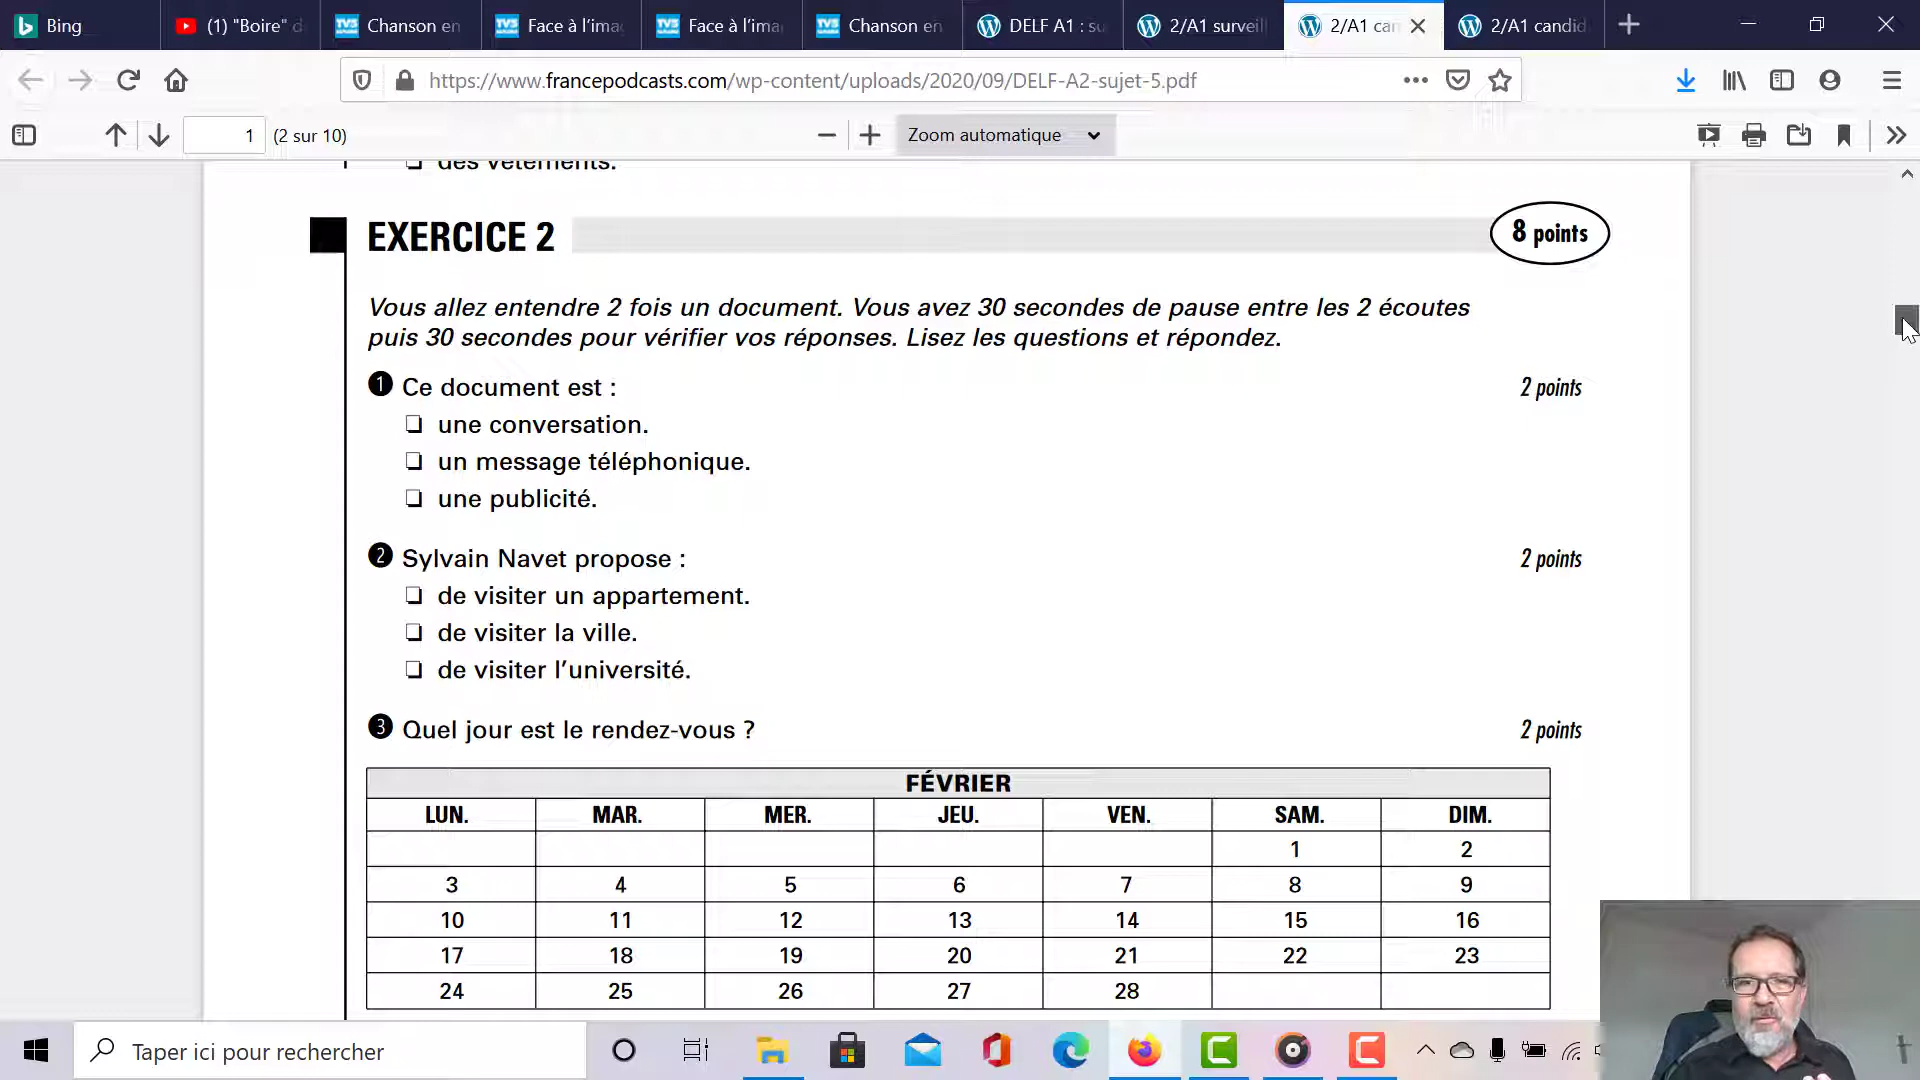 Bing
(1) "Boire" d
Chanson en
Face à l'ima
Face à l'ima
Chanson en
DELF A1 : su
2/A1 surveil
2/A1 can
2/A1 candid
https://www.francepodcasts.com/wp-content/uploads/2020/09/DELF-A2-sujet-5.pdf
1 (2 sur 10)
Zoom automatique
des vêtements.
EXERCICE 2
8 points
Vous allez entendre 2 fois un document. Vous avez 30 secondes de pause entre les 2 écoutes
puis 30 secondes pour vérifier vos réponses. Lisez les questions et répondez.
1 Ce document est : 2 points
une conversation.
un message téléphonique.
une publicité.
2 Sylvain Navet propose : 2 points
de visiter un appartement.
de visiter la ville.
de visiter l'université.
3 Quel jour est le rendez-vous ? 2 points
FÉVRIER
LUN. MAR. MER. JEU. VEN. SAM. DIM.
1 2
3 4 5 6 7 8 9
10 11 12 13 14 15 16
17 18 19 20 21 22 23
24 25 26 27 28
Taper ici pour rechercher